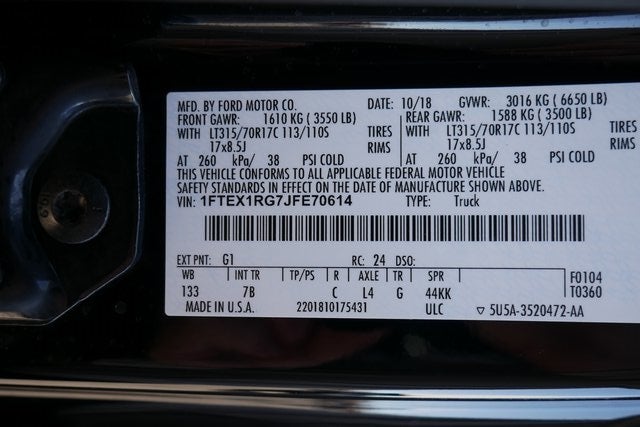 MFD. BY FORD MOTOR CO. DATE: 10/18 GVWR: 3016 KG ( 6650 LB)
FRONT GAWR: 1610 KG ( 3550 LB) REAR GAWR: 1588 KG ( 3500 LB)
WITH LT315/70R17C 113/110S TIRES WITH LT315/70R17C 113/110S TIRES
17x8.5J RIMS 17x8.5J RIMS
AT 260 kPa/ 38 PSI COLD AT 260 kPa/ 38 PSI COLD
THIS VEHICLE CONFORMS TO ALL APPLICABLE FEDERAL MOTOR VEHICLE
SAFETY STANDARDS IN EFFECT ON THE DATE OF MANUFACTURE SHOWN ABOVE.
VIN: 1FTEX1RG7JFE70614 TYPE: Truck
EXT PNT: G1 RC: 24 DSO:
WB INT TR TP/PS R AXLE TR SPR F0104
133 7B C L4 G 44KK T0360
MADE IN U.S.A. 2201810175431 ULC ▽ 5U5A-3520472-AA